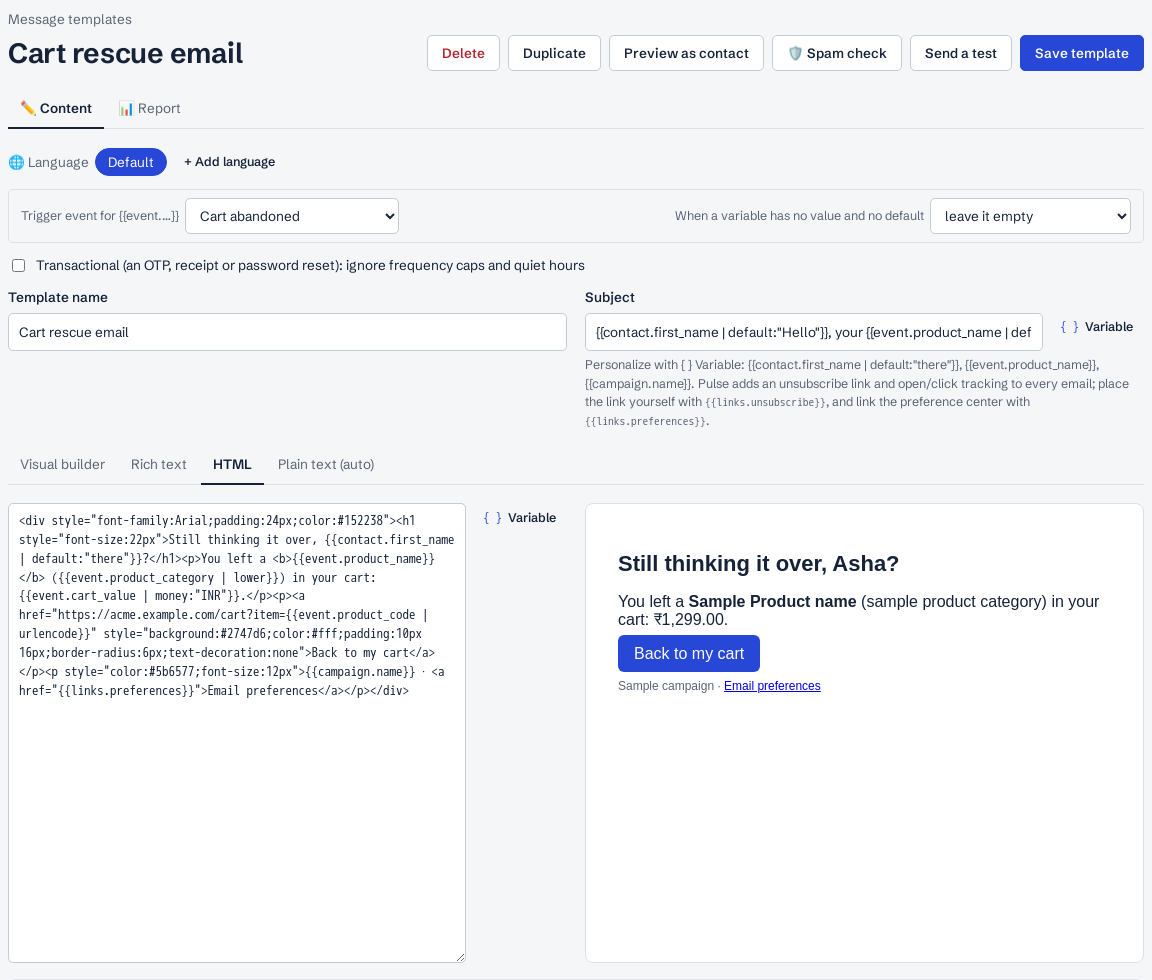 Message templates
Cart rescue email
Delete
Duplicate
Preview as contact
🛡️ Spam check
Send a test
Save template
✏️ Content
📊 Report
🌐 Language
Default
+ Add language
Trigger event for {{event.…}}
Cart abandoned
When a variable has no value and no default
leave it empty
Transactional (an OTP, receipt or password reset): ignore frequency caps and quiet hours
Template name
Subject
Cart rescue email
{{contact.first_name | default:"Hello"}}, your {{event.product_name | def
{ } Variable
Personalize with { } Variable: {{contact.first_name | default:"there"}}, {{event.product_name}},
{{campaign.name}}. Pulse adds an unsubscribe link and open/click tracking to every email; place
the link yourself with {{links.unsubscribe}}, and link the preference center with
{{links.preferences}}.
Visual builder
Rich text
HTML
Plain text (auto)
<div style="font-family:Arial;padding:24px;color:#152238"><h1
style="font-size:22px">Still thinking it over, {{contact.first_name
| default:"there"}}?</h1><p>You left a <b>{{event.product_name}}
</b> ({{event.product_category | lower}}) in your cart:
{{event.cart_value | money:"INR"}}.</p><p><a
href="https://acme.example.com/cart?item={{event.product_code |
urlencode}}" style="background:#2747d6;color:#fff;padding:10px
16px;border-radius:6px;text-decoration:none">Back to my cart</a>
</p><p style="color:#5b6577;font-size:12px">{{campaign.name}} · <a
href="{{links.preferences}}">Email preferences</a></p></div>
{ } Variable
Still thinking it over, Asha?
You left a Sample Product name (sample product category) in your
cart: ₹1,299.00.
Back to my cart
Sample campaign · Email preferences